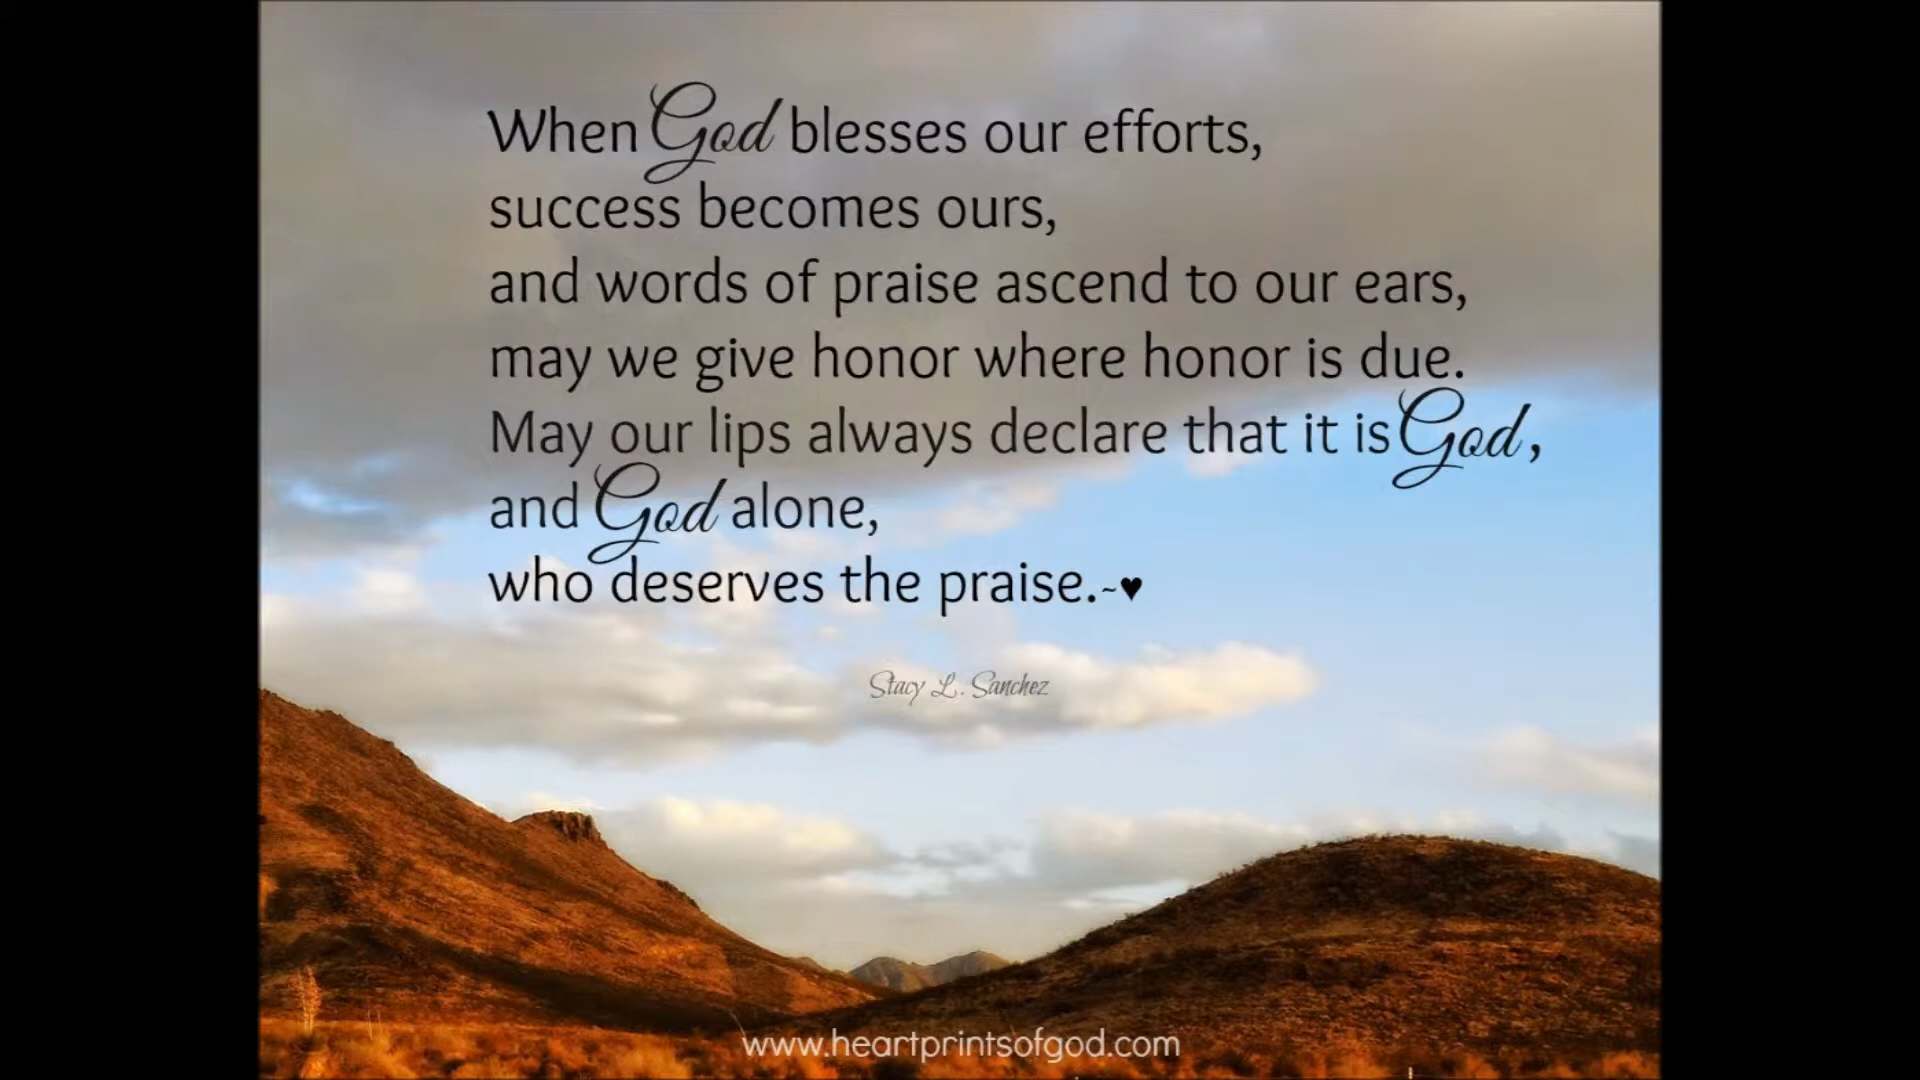 When God blesses our efforts,
success becomes ours,
and words of praise ascend to our ears,
may we give honor where honor is due.
May our lips always declare that it is God,
and God alone,
who deserves the praise.~♥
Stacy L. Sanchez
www.heartprintsofgod.com